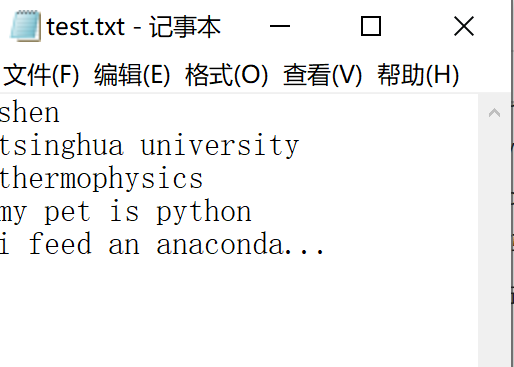 test.txt - 记事本
文件(F) 编辑(E) 格式(O) 查看(V) 帮助(H)
shen
tsinghua university
thermophysics
my pet is python
i feed an anaconda...